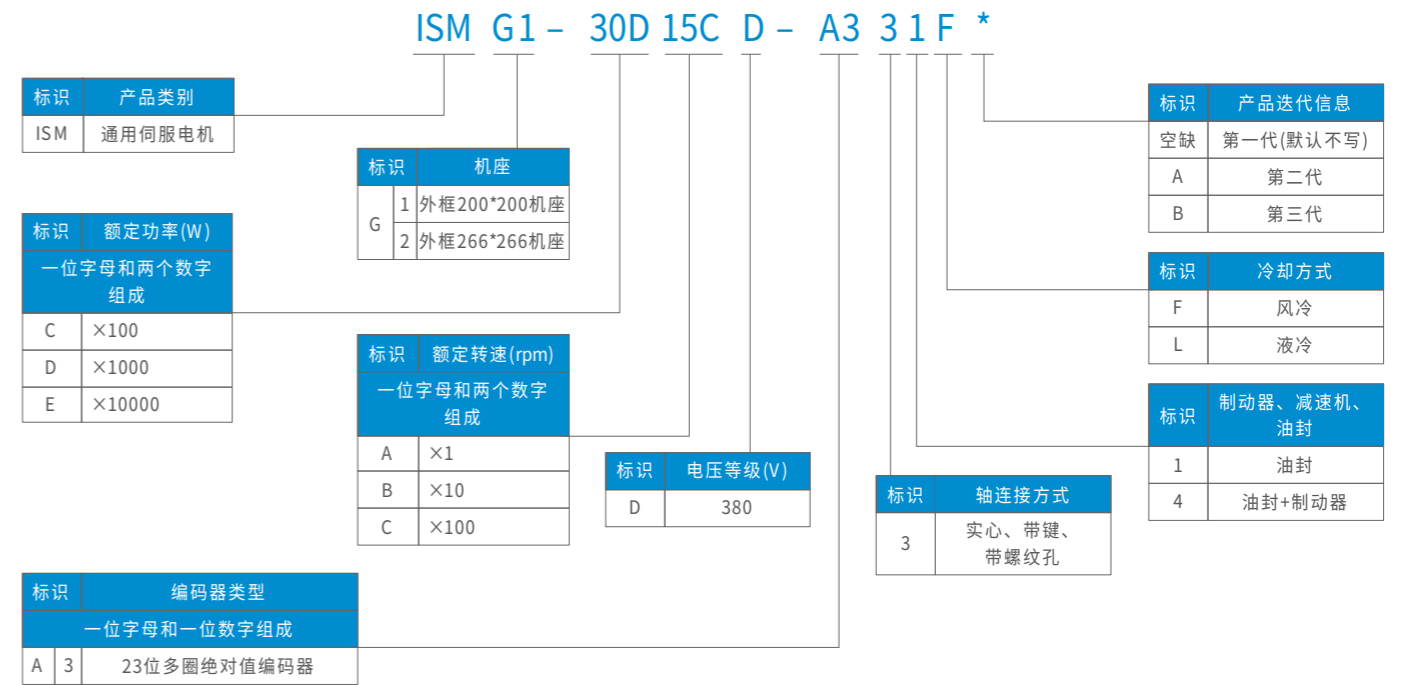 ISM G1 – 30D 15C D – A3 3 1 F *
标识 产品类别
ISM 通用伺服电机
标识 机座
G 1 外框200*200机座
2 外框266*266机座
标识 额定功率(W)
一位字母和两个数字
组成
C ×100
D ×1000
E ×10000
标识 额定转速(rpm)
一位字母和两个数字
组成
A ×1
B ×10
C ×100
标识 电压等级(V)
D 380
标识 编码器类型
一位字母和一位数字组成
A 3 23位多圈绝对值编码器
标识 轴连接方式
3 实心、带键、
带螺纹孔
标识 产品迭代信息
空缺 第一代(默认不写)
A 第二代
B 第三代
标识 冷却方式
F 风冷
L 液冷
标识 制动器、减速机、
油封
1 油封
4 油封+制动器